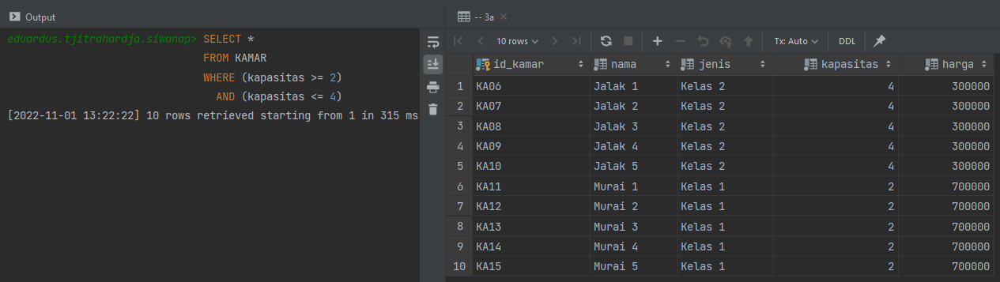 Output
eduardus.tjitrahardja.siwanap> SELECT *
FROM KAMAR
WHERE (kapasitas >= 2)
AND (kapasitas <= 4)
[2022-11-01 13:22:22] 10 rows retrieved starting from 1 in 315 ms
-- 3a
10 rows Tx: Auto DDL
id_kamar nama jenis kapasitas harga
1 KA06 Jalak 1 Kelas 2 4 300000
2 KA07 Jalak 2 Kelas 2 4 300000
3 KA08 Jalak 3 Kelas 2 4 300000
4 KA09 Jalak 4 Kelas 2 4 300000
5 KA10 Jalak 5 Kelas 2 4 300000
6 KA11 Murai 1 Kelas 1 2 700000
7 KA12 Murai 2 Kelas 1 2 700000
8 KA13 Murai 3 Kelas 1 2 700000
9 KA14 Murai 4 Kelas 1 2 700000
10 KA15 Murai 5 Kelas 1 2 700000